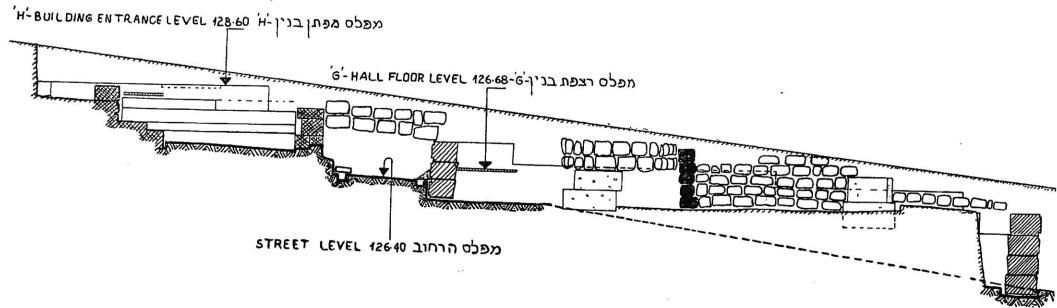 'H'-BUILDING ENTRANCE LEVEL 128·60 'H'-מפלס מפתן בנין
'G'-HALL FLOOR LEVEL 126·68-'G'-מפלס רצפת בנין
STREET LEVEL 126·40 מפלס הרחוב